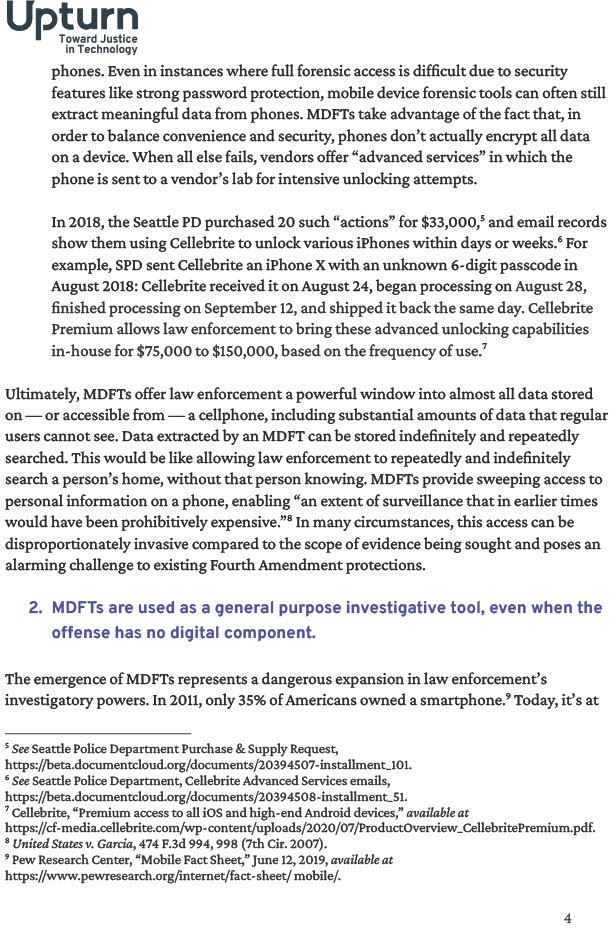 Upturn
Toward Justice
in Technology
phones. Even in instances where full forensic access is difficult due to security
features like strong password protection, mobile device forensic tools can often still
extract meaningful data from phones. MDFTs take advantage of the fact that, in
order to balance convenience and security, phones don’t actually encrypt all data
on a device. When all else fails, vendors offer “advanced services” in which the
phone is sent to a vendor’s lab for intensive unlocking attempts.
In 2018, the Seattle PD purchased 20 such “actions” for $33,000,⁵ and email records
show them using Cellebrite to unlock various iPhones within days or weeks.⁶ For
example, SPD sent Cellebrite an iPhone X with an unknown 6-digit passcode in
August 2018: Cellebrite received it on August 24, began processing on August 28,
finished processing on September 12, and shipped it back the same day. Cellebrite
Premium allows law enforcement to bring these advanced unlocking capabilities
in-house for $75,000 to $150,000, based on the frequency of use.⁷
Ultimately, MDFTs offer law enforcement a powerful window into almost all data stored
on — or accessible from — a cellphone, including substantial amounts of data that regular
users cannot see. Data extracted by an MDFT can be stored indefinitely and repeatedly
searched. This would be like allowing law enforcement to repeatedly and indefinitely
search a person’s home, without that person knowing. MDFTs provide sweeping access to
personal information on a phone, enabling “an extent of surveillance that in earlier times
would have been prohibitively expensive.”⁸ In many circumstances, this access can be
disproportionately invasive compared to the scope of evidence being sought and poses an
alarming challenge to existing Fourth Amendment protections.
2. MDFTs are used as a general purpose investigative tool, even when the
offense has no digital component.
The emergence of MDFTs represents a dangerous expansion in law enforcement’s
investigatory powers. In 2011, only 35% of Americans owned a smartphone.⁹ Today, it’s at
⁵ See Seattle Police Department Purchase & Supply Request,
https://beta.documentcloud.org/documents/20394507-installment_101.
⁶ See Seattle Police Department, Cellebrite Advanced Services emails,
https://beta.documentcloud.org/documents/20394508-installment_51.
⁷ Cellebrite, “Premium access to all iOS and high-end Android devices,” available at
https://cf-media.cellebrite.com/wp-content/uploads/2020/07/ProductOverview_CellebritePremium.pdf.
⁸ United States v. Garcia, 474 F.3d 994, 998 (7th Cir. 2007).
⁹ Pew Research Center, “Mobile Fact Sheet,” June 12, 2019, available at
https://www.pewresearch.org/internet/fact-sheet/ mobile/.
4